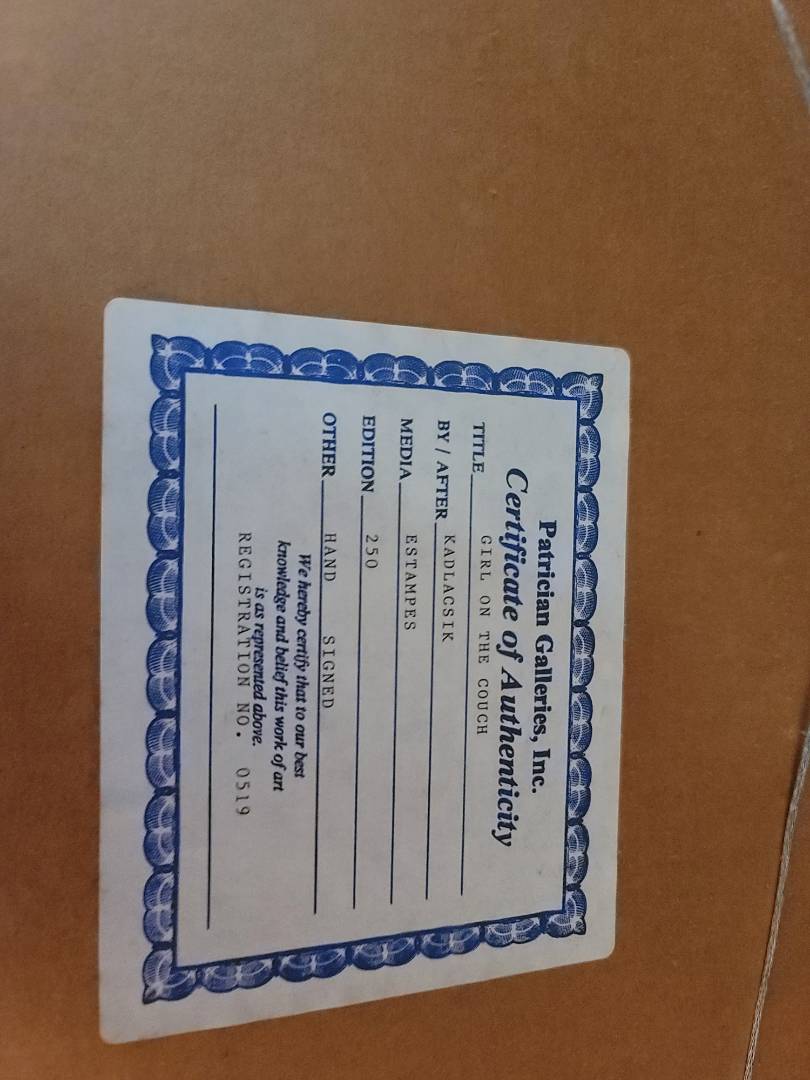 Patrician Galleries, Inc.
Certificate of Authenticity
TITLE GIRL ON THE COUCH
BY / AFTER KADLAGSIK
MEDIA ESTAMPES
EDITION 250
OTHER HAND SIGNED
We hereby certify that to our best
knowledge and belief this work of art
is as represented above.
REGISTRATION NO. 0519